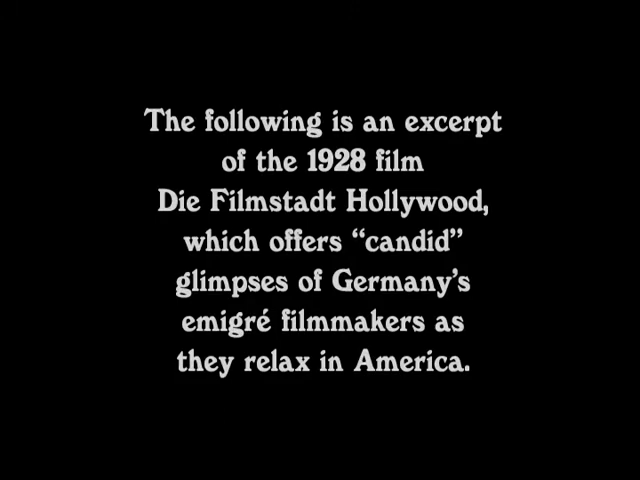 The following is an excerpt
of the 1928 film
Die Filmstadt Hollywood,
which offers “candid”
glimpses of Germany’s
emigré filmmakers as
they relax in America.